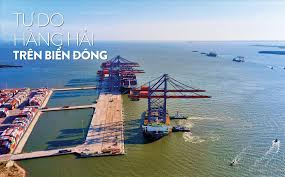 TỰ DO
HÀNG HẢI
TRÊN BIỂN ĐÔNG